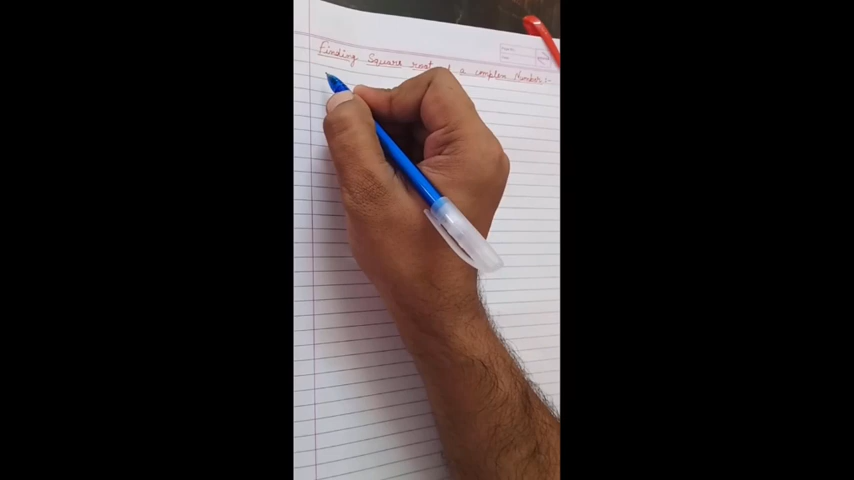 Finding Square root of a complex Number :-